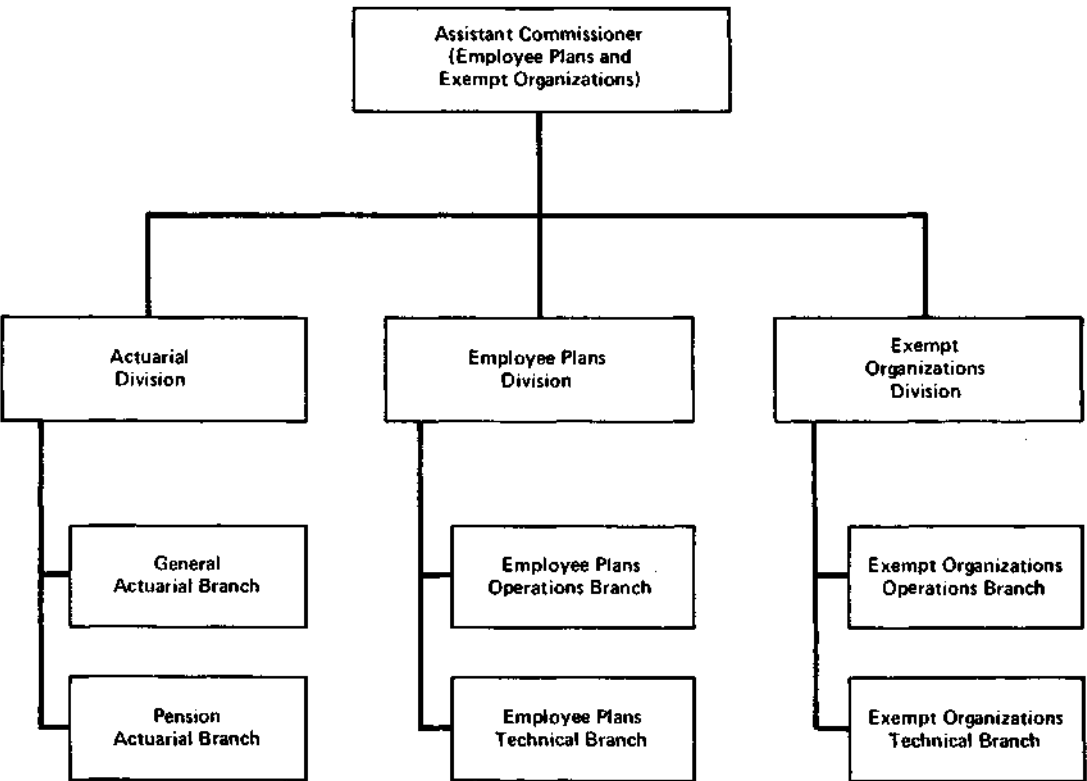 Assistant Commissioner
(Employee Plans and
Exempt Organizations)
Actuarial
Division
Employee Plans
Division
Exempt
Organizations
Division
General
Actuarial Branch
Employee Plans
Operations Branch
Exempt Organizations
Operations Branch
Pension
Actuarial Branch
Employee Plans
Technical Branch
Exempt Organizations
Technical Branch